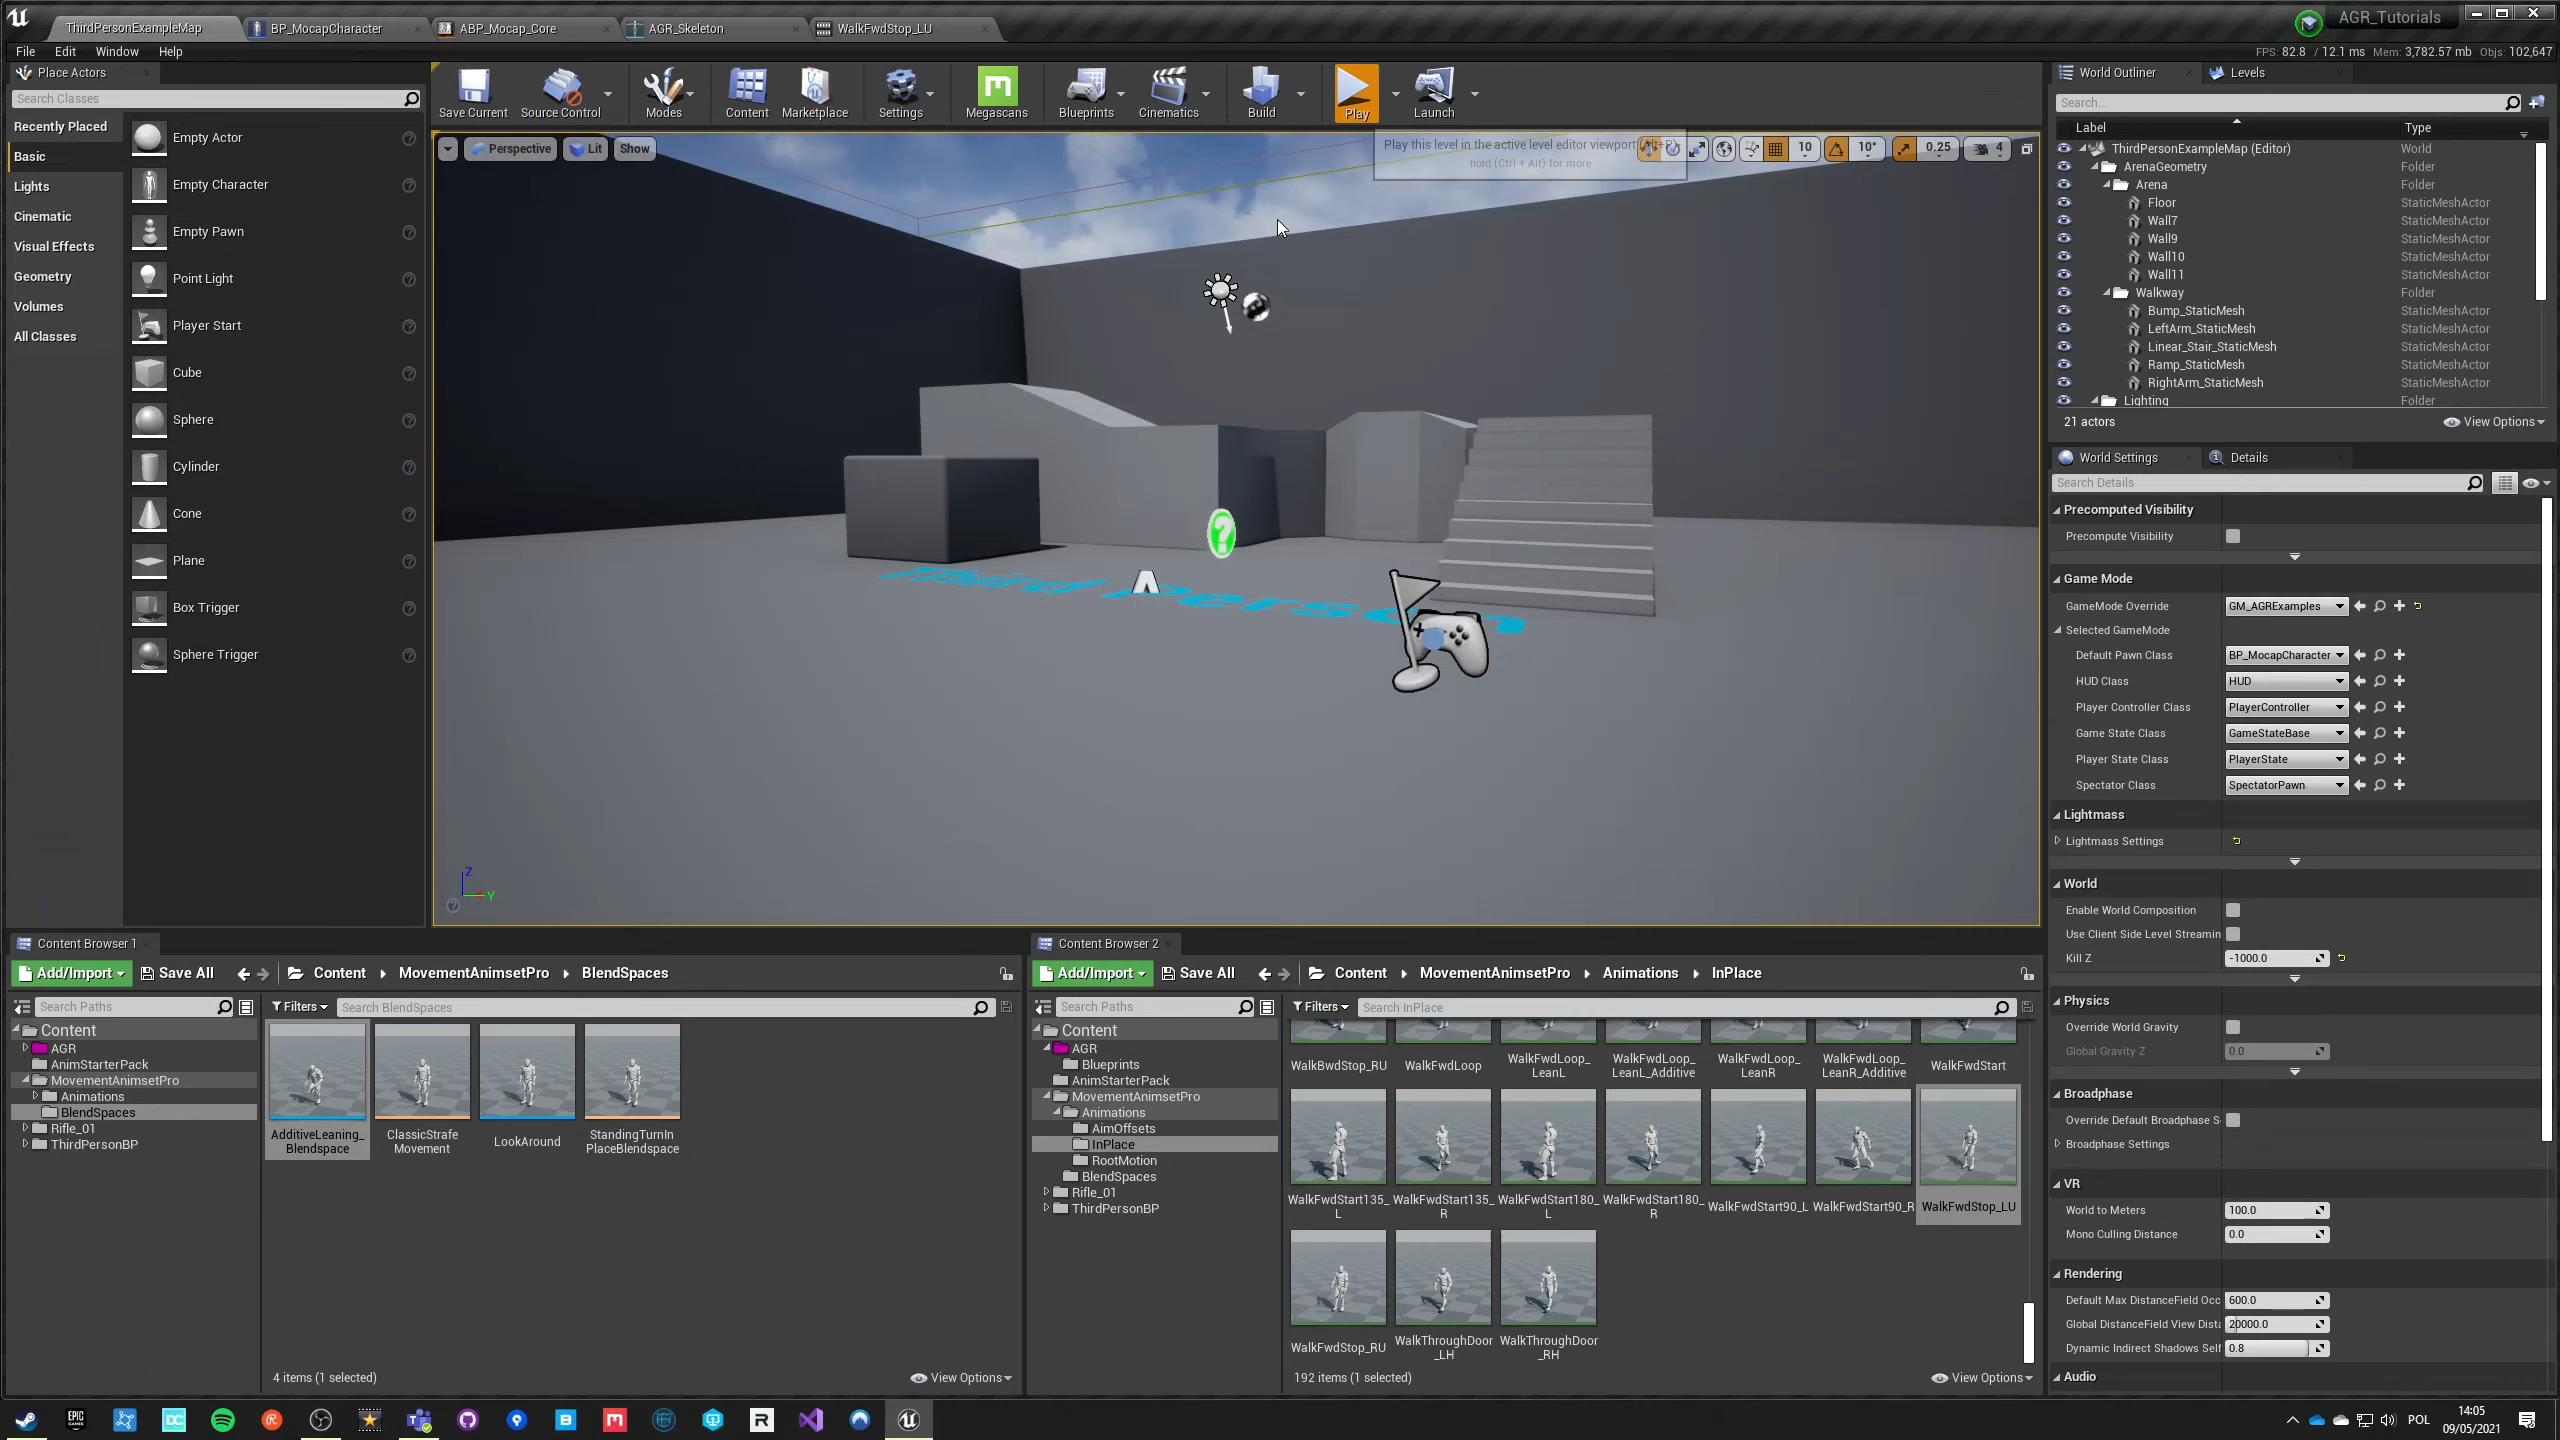 ThirdPersonExampleMap
BP_MocapCharacter
ABP_Mocap_Core
AGR_Skeleton
WalkFwdStop_LU
AGR_Tutorials
File Edit Window Help
FPS: 82.8 / 12.1 ms Mem: 3,782.57 mb Objs: 102,647
Place Actors
Search Classes
Recently Placed
Basic
Lights
Cinematic
Visual Effects
Geometry
Volumes
All Classes
Empty Actor
Empty Character
Empty Pawn
Point Light
Player Start
Cube
Sphere
Cylinder
Cone
Plane
Box Trigger
Sphere Trigger
Save Current
Source Control
Modes
Content
Marketplace
Settings
Megascans
Blueprints
Cinematics
Build
Play
Launch
Perspective Lit Show
Play this level in the active level editor viewport
hold (Ctrl + Alt) for more
10 10° 0.25 4
Third Person
Z
Y
World Outliner
Levels
Search...
Label Type
ThirdPersonExampleMap (Editor) World
ArenaGeometry Folder
Arena Folder
Floor StaticMeshActor
Wall7 StaticMeshActor
Wall9 StaticMeshActor
Wall10 StaticMeshActor
Wall11 StaticMeshActor
Walkway Folder
Bump_StaticMesh StaticMeshActor
LeftArm_StaticMesh StaticMeshActor
Linear_Stair_StaticMesh StaticMeshActor
Ramp_StaticMesh StaticMeshActor
RightArm_StaticMesh StaticMeshActor
Lighting Folder
21 actors View Options
World Settings
Details
Search Details
Precomputed Visibility
Precompute Visibility
Game Mode
GameMode Override GM_AGRExamples
Selected GameMode
Default Pawn Class BP_MocapCharacter
HUD Class HUD
Player Controller Class PlayerController
Game State Class GameStateBase
Player State Class PlayerState
Spectator Class SpectatorPawn
Lightmass
Lightmass Settings
World
Enable World Composition
Use Client Side Level Streamin
Kill Z -1000.0
Physics
Override World Gravity
Global Gravity Z 0.0
Broadphase
Override Default Broadphase S
Broadphase Settings
VR
World to Meters 100.0
Mono Culling Distance 0.0
Rendering
Default Max DistanceField Occ 600.0
Global DistanceField View Dista 20000.0
Dynamic Indirect Shadows Self 0.8
Audio
Content Browser 1
Add/Import Save All Content MovementAnimsetPro BlendSpaces
Search Paths
Filters Search BlendSpaces
Content
AGR
AnimStarterPack
MovementAnimsetPro
Animations
BlendSpaces
Rifle_01
ThirdPersonBP
AdditiveLeaning_
Blendspace
ClassicStrafe
Movement
LookAround
StandingTurnIn
PlaceBlendspace
4 items (1 selected) View Options
Content Browser 2
Add/Import Save All Content MovementAnimsetPro Animations InPlace
Search Paths
Filters Search InPlace
Content
AGR
Blueprints
AnimStarterPack
MovementAnimsetPro
Animations
AimOffsets
InPlace
RootMotion
BlendSpaces
Rifle_01
ThirdPersonBP
WalkBwdStop_RU
WalkFwdLoop
WalkFwdLoop_
LeanL
WalkFwdLoop_
LeanL_Additive
WalkFwdLoop_
LeanR
WalkFwdLoop_
LeanR_Additive
WalkFwdStart
WalkFwdStart135_
L
WalkFwdStart135_
R
WalkFwdStart180_
L
WalkFwdStart180_
R
WalkFwdStart90_L
WalkFwdStart90_R
WalkFwdStop_LU
WalkFwdStop_RU
WalkThroughDoor
_LH
WalkThroughDoor
_RH
192 items (1 selected) View Options
EPIC
GAMES
DC
B
M
R
POL
14:05
09/05/2021